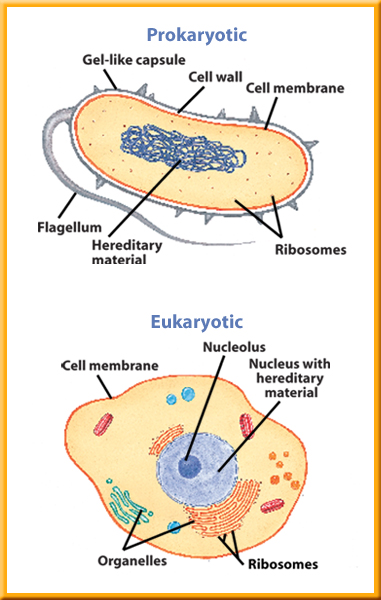 Prokaryotic
Gel-like capsule
Cell wall
Cell membrane
Flagellum
Hereditary
material
Ribosomes
Eukaryotic
Nucleolus
Cell membrane
Nucleus with
hereditary
material
Organelles
Ribosomes